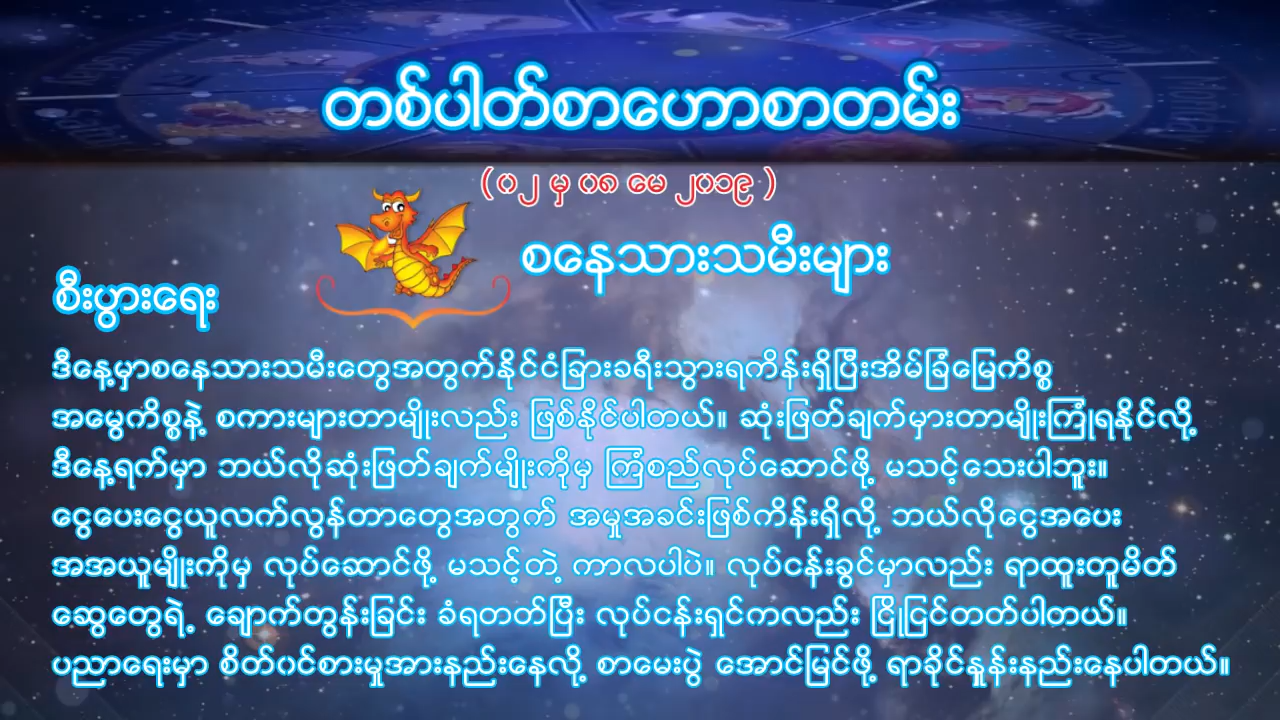 တစ်ပါတ်စာဟောစာတမ်း
( ၀၂ မှ ၀၈ မေ ၂၀၁၉ )
စနေသားသမီးများ
စီးပွားရေး
ဒီနေ့မှာစနေသားသမီးတွေအတွက်နိုင်ငံခြားခရီးသွားရကိန်းရှိပြီးအိမ်ခြံမြေကိစ္စ
အမွေကိစ္စနဲ့ စကားများတာမျိုးလည်း ဖြစ်နိုင်ပါတယ်။ ဆုံးဖြတ်ချက်မှားတာမျိုးကြုံရနိုင်လို့
ဒီနေ့ရက်မှာ ဘယ်လိုဆုံးဖြတ်ချက်မျိုးကိုမှ ကြံစည်လုပ်ဆောင်ဖို့ မသင့်သေးပါဘူး။
ငွေပေးငွေယူလက်လွန်တာတွေအတွက် အမှုအခင်းဖြစ်ကိန်းရှိလို့ ဘယ်လိုငွေအပေး
အအယူမျိုးကိုမှ လုပ်ဆောင်ဖို့ မသင့်တဲ့ ကာလပါပဲ။ လုပ်ငန်းခွင်မှာလည်း ရာထူးတူမိတ်
ဆွေတွေရဲ့ ချောက်တွန်းခြင်း ခံရတတ်ပြီး လုပ်ငန်းရှင်ကလည်း ငြိုငြင်တတ်ပါတယ်။
ပညာရေးမှာ စိတ်ဝင်စားမှုအားနည်းနေလို့ စာမေးပွဲ အောင်မြင်ဖို့ ရာခိုင်နှုန်းနည်းနေပါတယ်။